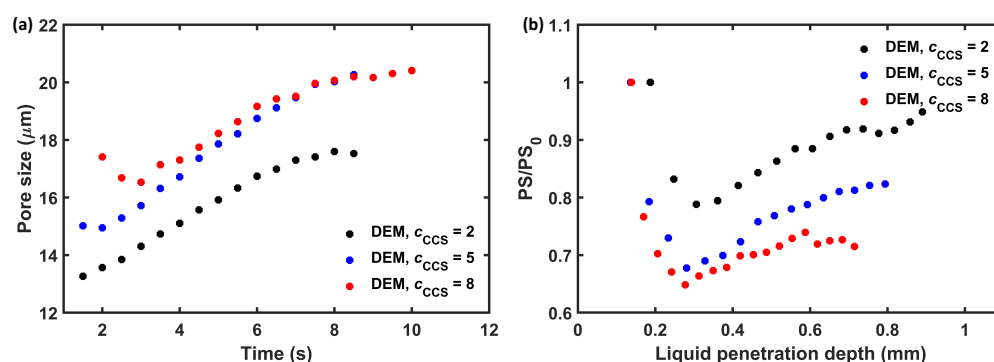 (a)
22
20
18
16
14
12
Pore size (μm)
2
4
6
8
10
12
Time (s)
DEM, cCCS = 2
DEM, cCCS = 5
DEM, cCCS = 8
(b)
1.1
1
0.9
0.8
0.7
0.6
PS/PS0
0
0.2
0.4
0.6
0.8
1
Liquid penetration depth (mm)
DEM, cCCS = 2
DEM, cCCS = 5
DEM, cCCS = 8